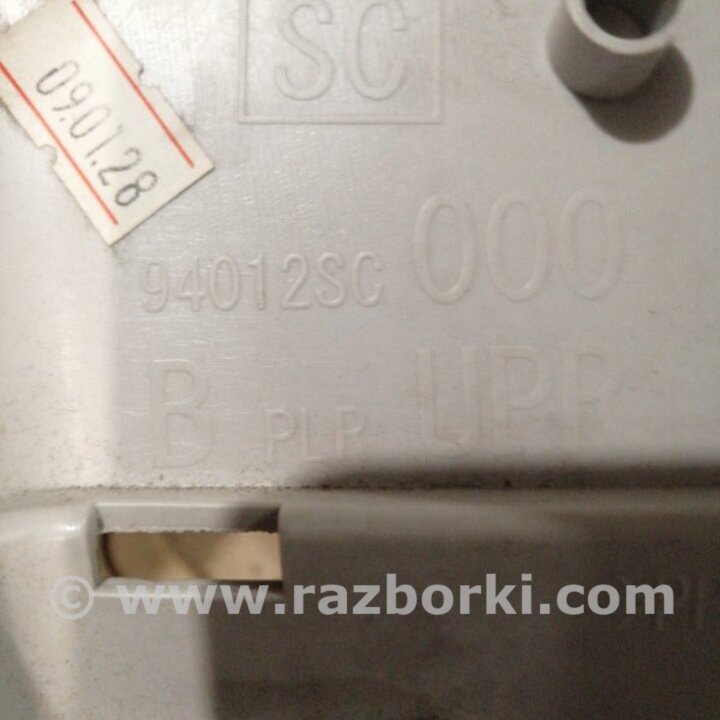 SC
09.01.28
94012SC 000
B PLR UPR
© www.razborki.com